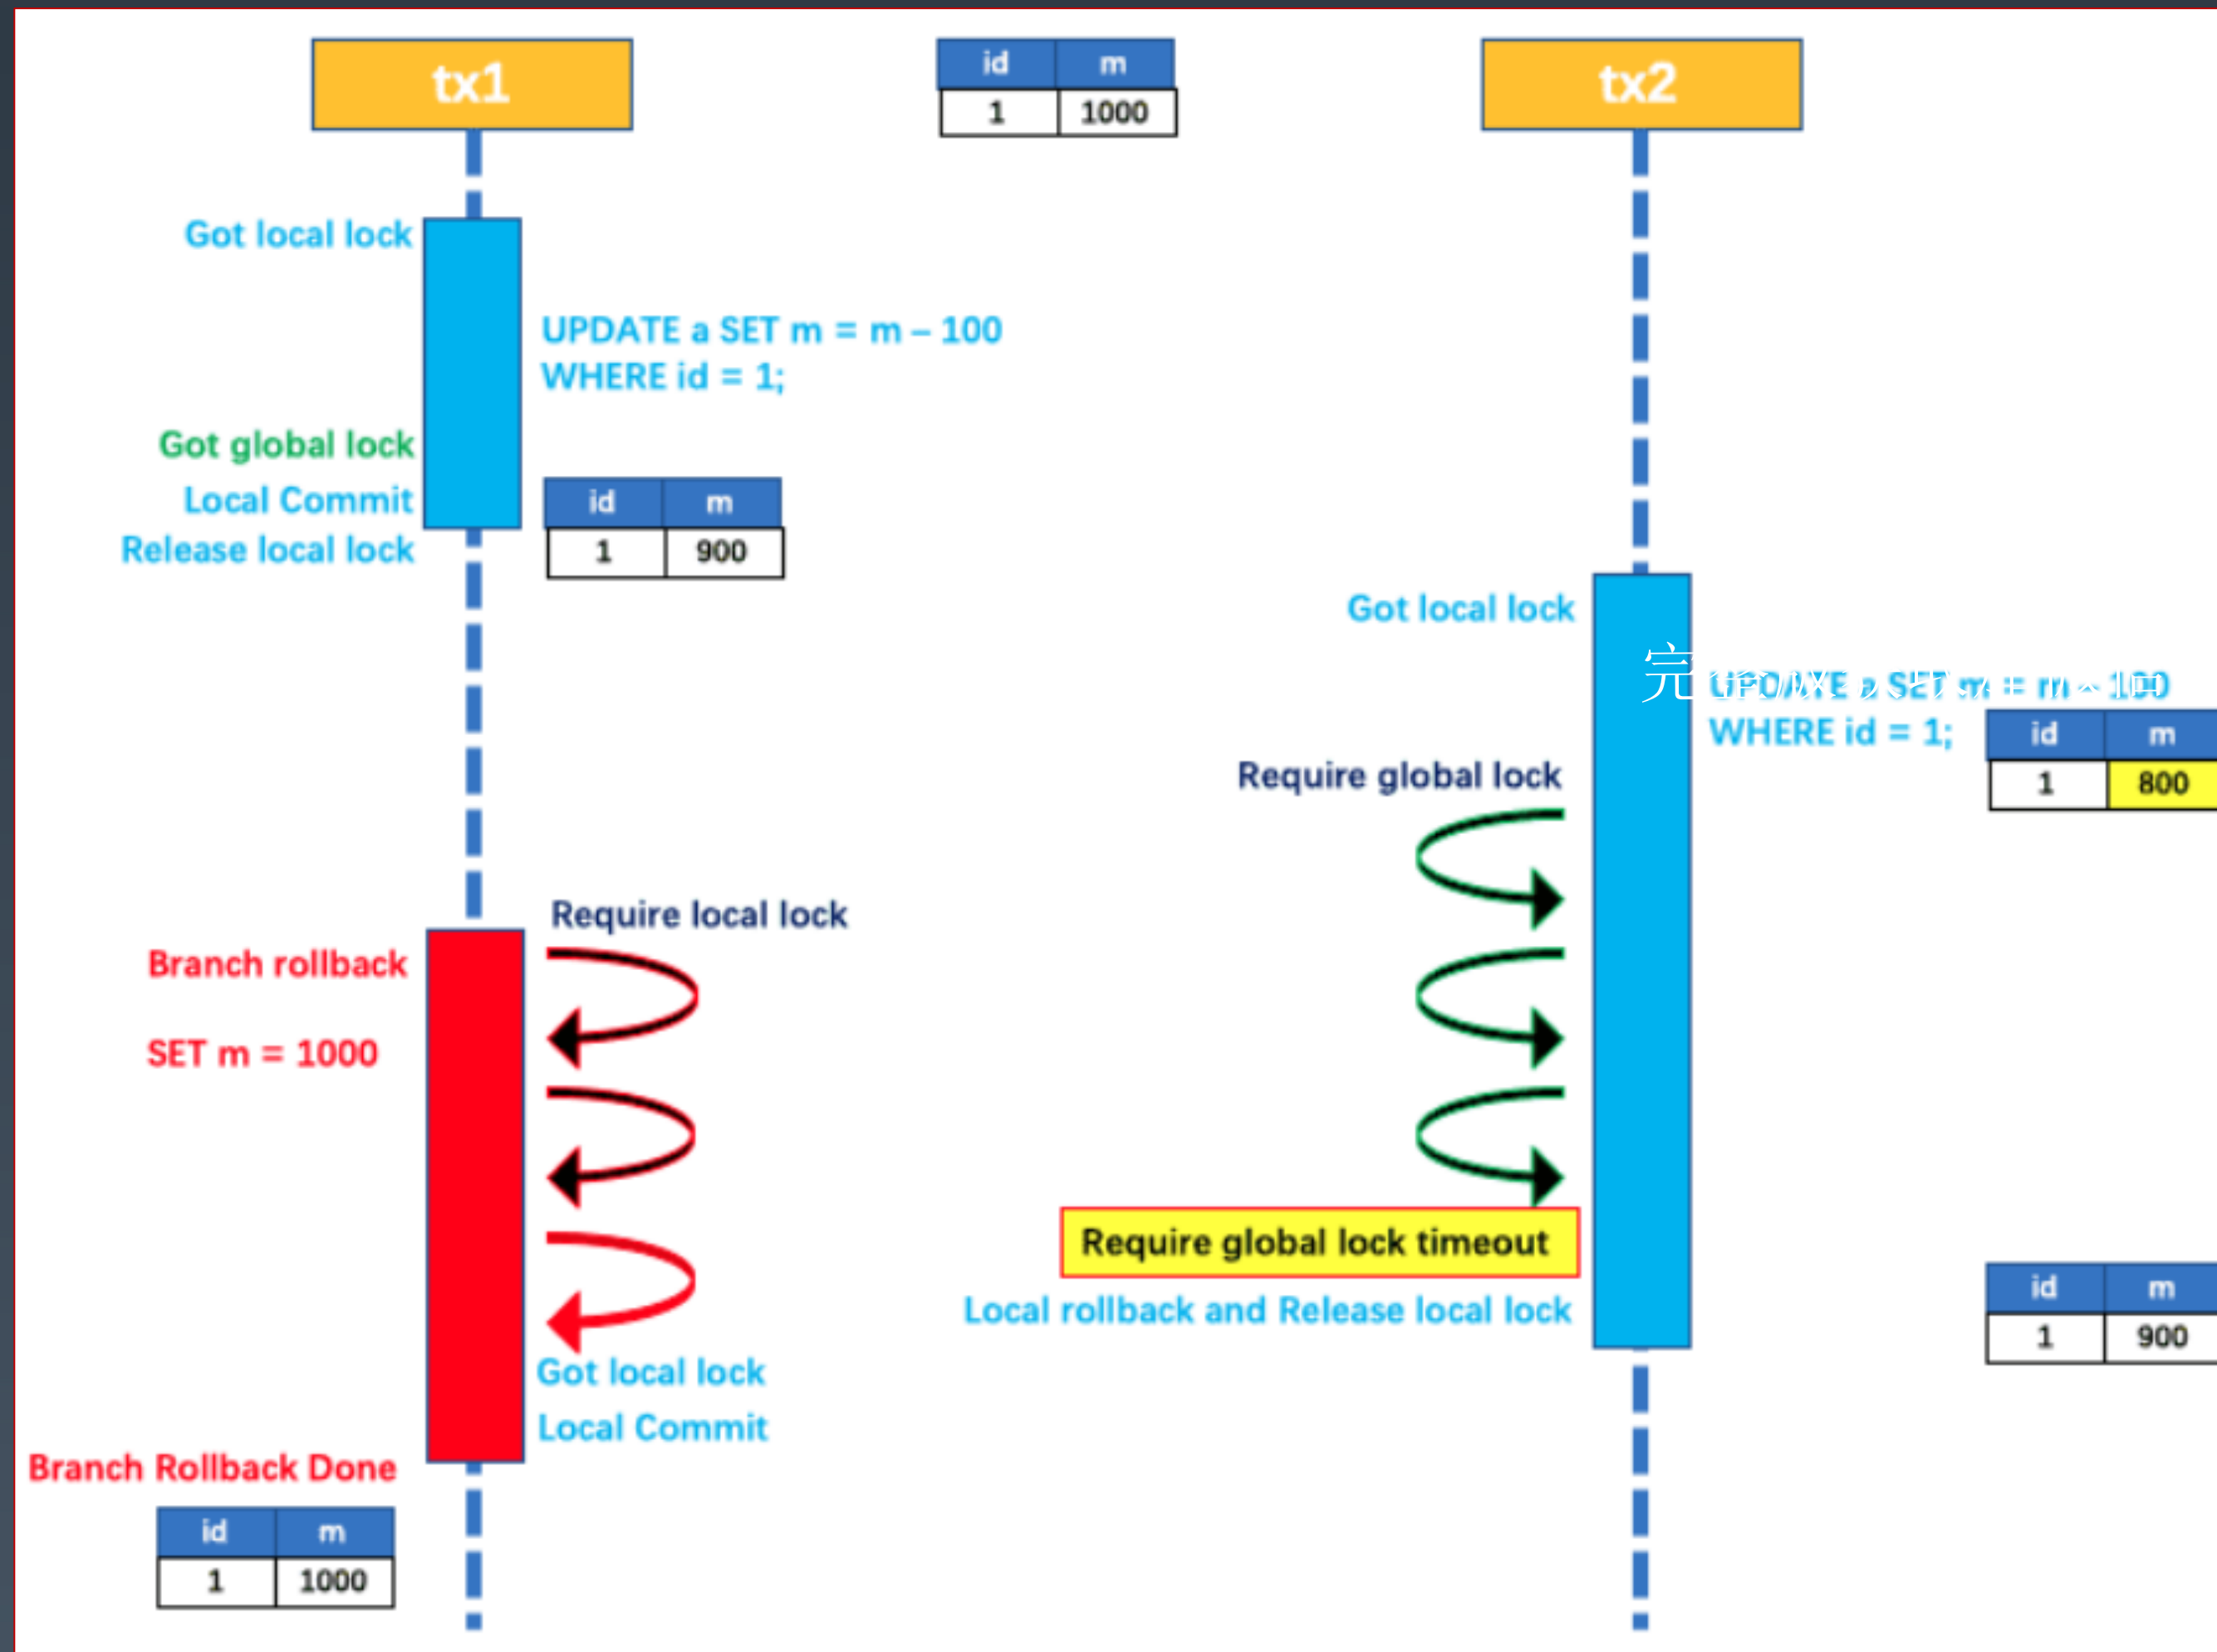 tx1
id m
1 1000
tx2
Got local lock
UPDATE a SET m = m – 100
WHERE id = 1;
Got global lock
Local Commit
Release local lock
id m
1 900
Got local lock
UPDATE a SET m = m – 100
WHERE id = 1;
id m
1 800
Require global lock
Require local lock
Branch rollback
SET m = 1000
Require global lock timeout
Local rollback and Release local lock
id m
1 900
Got local lock
Local Commit
Branch Rollback Done
id m
1 1000